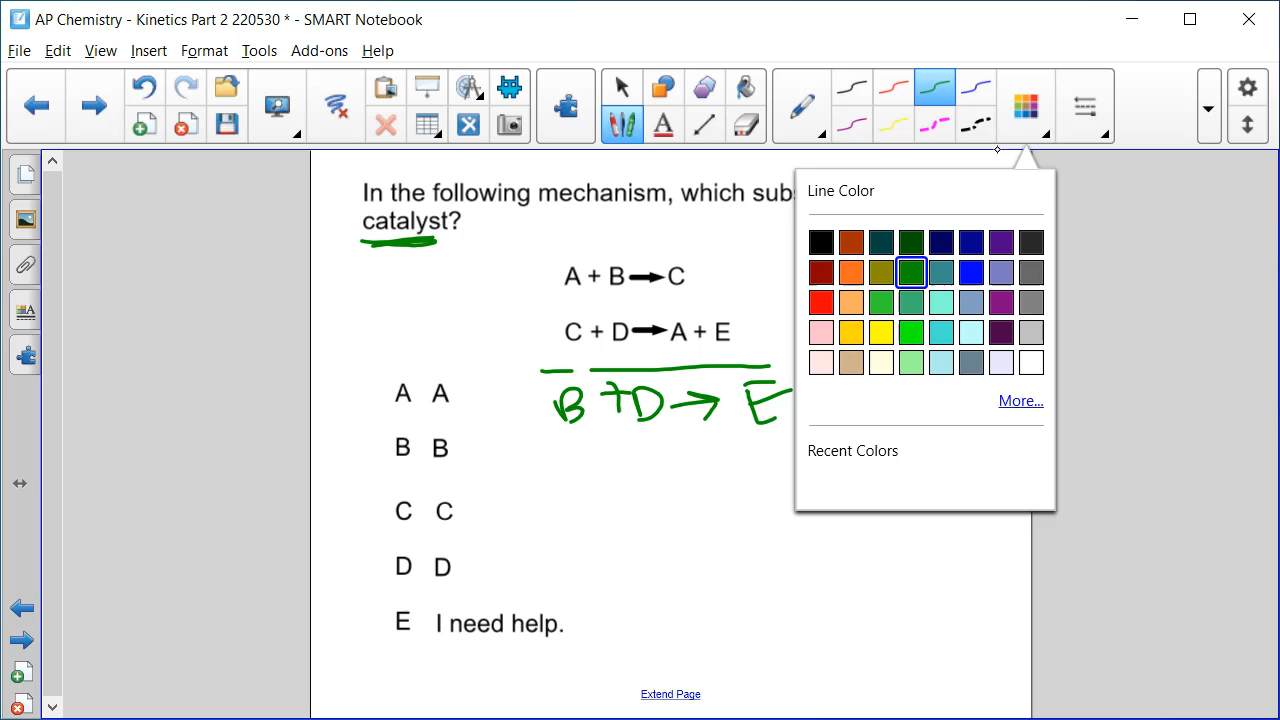 AP Chemistry - Kinetics Part 2 220530 * - SMART Notebook
File Edit View Insert Format Tools Add-ons Help
In the following mechanism, which subs
catalyst?
A + B → C
C + D → A + E
B + D → E
A A
B B
C C
D D
E I need help.
Extend Page
Line Color
More...
Recent Colors